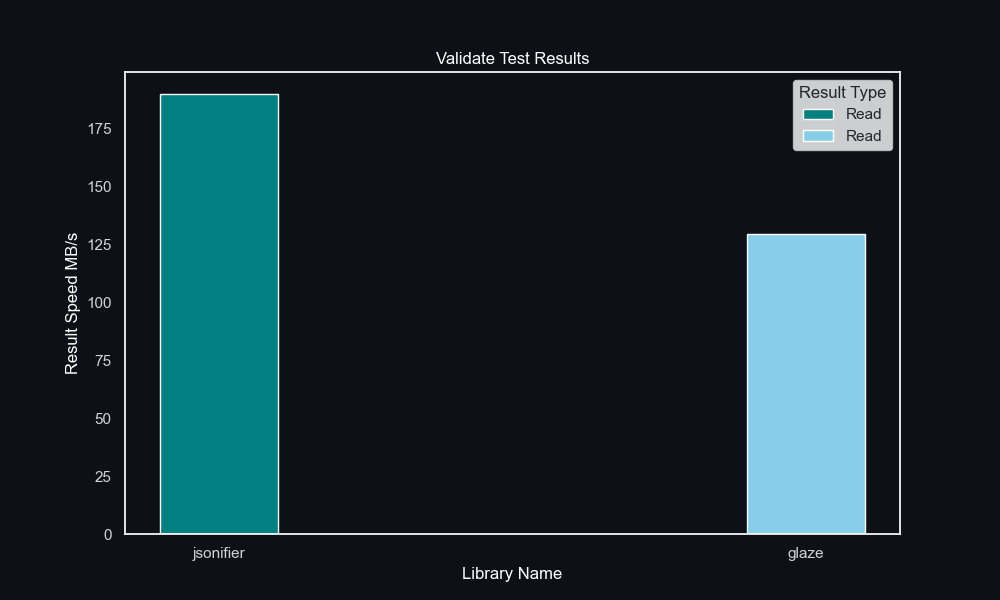 Validate Test Results
Result Type
Read
Read
175
150
125
100
75
50
25
0
Result Speed MB/s
jsonifier
glaze
Library Name